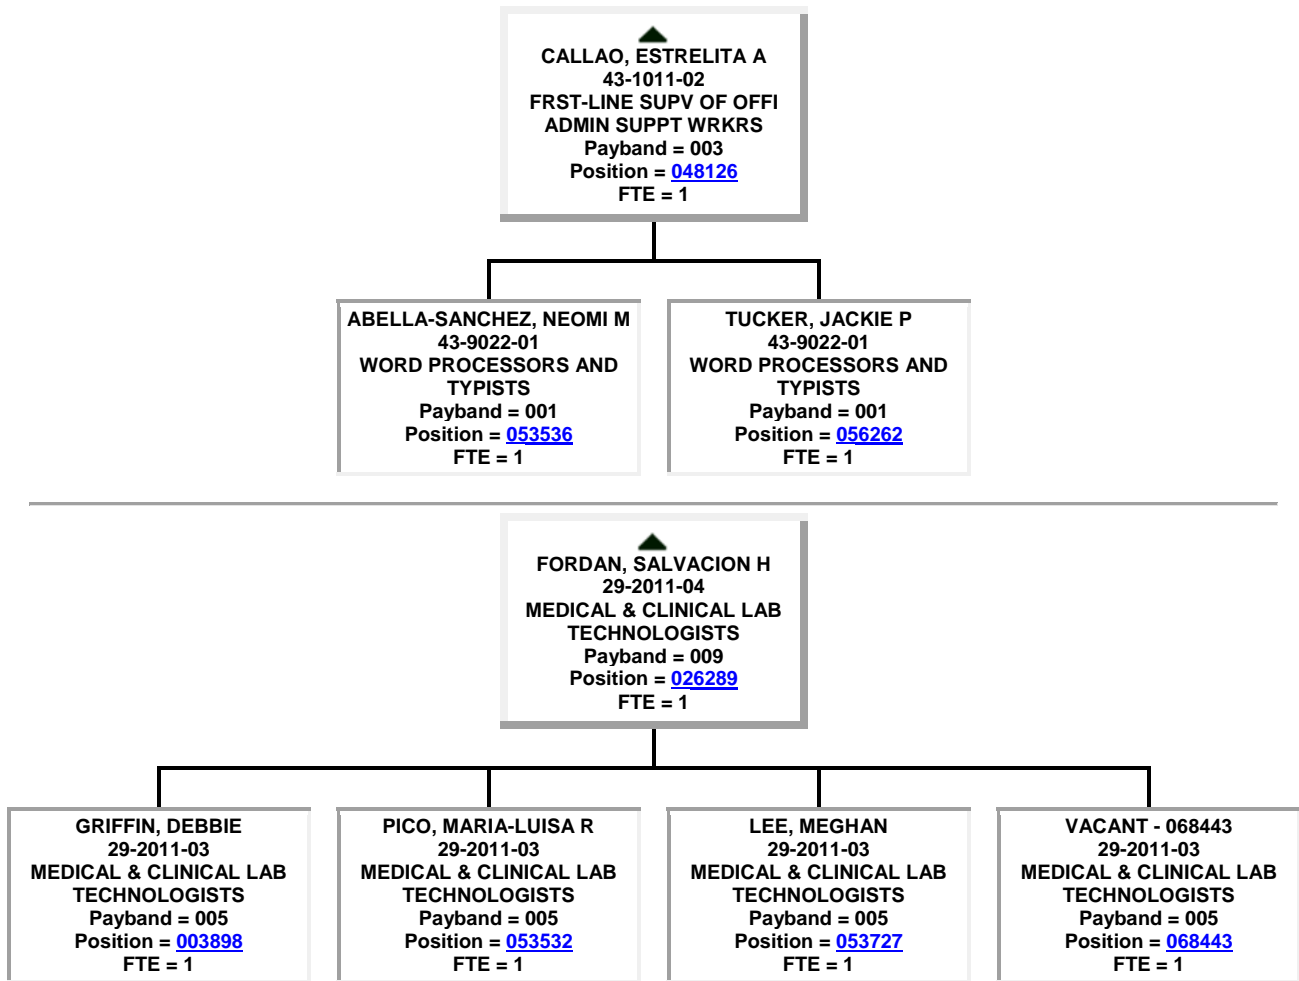 CALLAO, ESTRELITA A
43-1011-02
FRST-LINE SUPV OF OFFI
ADMIN SUPPT WRKRS
Payband = 003
Position = 048126
FTE = 1
ABELLA-SANCHEZ, NEOMI M
43-9022-01
WORD PROCESSORS AND
TYPISTS
Payband = 001
Position = 053536
FTE = 1
TUCKER, JACKIE P
43-9022-01
WORD PROCESSORS AND
TYPISTS
Payband = 001
Position = 056262
FTE = 1
FORDAN, SALVACION H
29-2011-04
MEDICAL & CLINICAL LAB
TECHNOLOGISTS
Payband = 009
Position = 026289
FTE = 1
GRIFFIN, DEBBIE
29-2011-03
MEDICAL & CLINICAL LAB
TECHNOLOGISTS
Payband = 005
Position = 003898
FTE = 1
PICO, MARIA-LUISA R
29-2011-03
MEDICAL & CLINICAL LAB
TECHNOLOGISTS
Payband = 005
Position = 053532
FTE = 1
LEE, MEGHAN
29-2011-03
MEDICAL & CLINICAL LAB
TECHNOLOGISTS
Payband = 005
Position = 053727
FTE = 1
VACANT - 068443
29-2011-03
MEDICAL & CLINICAL LAB
TECHNOLOGISTS
Payband = 005
Position = 068443
FTE = 1